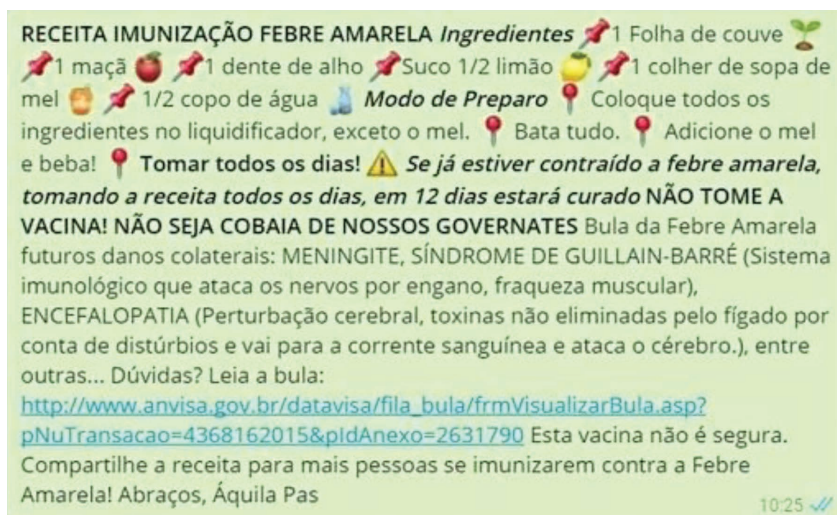 RECEITA IMUNIZAÇÃO FEBRE AMARELA Ingredientes 📌1 Folha de couve 🌱
📌1 maçã 🍎 📌1 dente de alho 📌Suco 1/2 limão 🍋 📌1 colher de sopa de
mel 🍯 📌 1/2 copo de água 🍶 Modo de Preparo 📍 Coloque todos os
ingredientes no liquidificador, exceto o mel. 📍 Bata tudo. 📍 Adicione o mel
e beba! 📍 Tomar todos os dias! ⚠️ Se já estiver contraído a febre amarela,
tomando a receita todos os dias, em 12 dias estará curado NÃO TOME A
VACINA! NÃO SEJA COBAIA DE NOSSOS GOVERNATES Bula da Febre Amarela
futuros danos colaterais: MENINGITE, SÍNDROME DE GUILLAIN-BARRÉ (Sistema
imunológico que ataca os nervos por engano, fraqueza muscular),
ENCEFALOPATIA (Perturbação cerebral, toxinas não eliminadas pelo fígado por
conta de distúrbios e vai para a corrente sanguínea e ataca o cérebro.), entre
outras... Dúvidas? Leia a bula:
http://www.anvisa.gov.br/datavisa/fila_bula/frmVisualizarBula.asp?
pNuTransacao=4368162015&pIdAnexo=2631790 Esta vacina não é segura.
Compartilhe a receita para mais pessoas se imunizarem contra a Febre
Amarela! Abraços, Áquila Pas
10:25